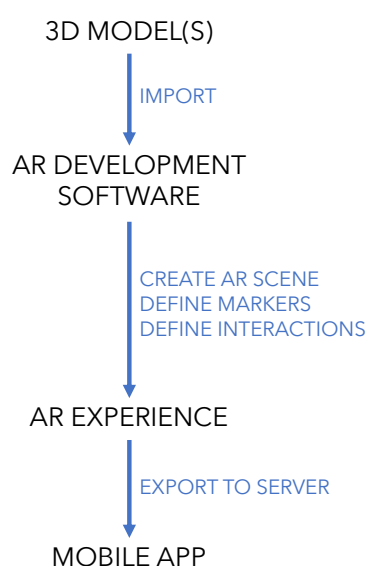 3D MODEL(S)
IMPORT
AR DEVELOPMENT
SOFTWARE
CREATE AR SCENE
DEFINE MARKERS
DEFINE INTERACTIONS
AR EXPERIENCE
EXPORT TO SERVER
MOBILE APP